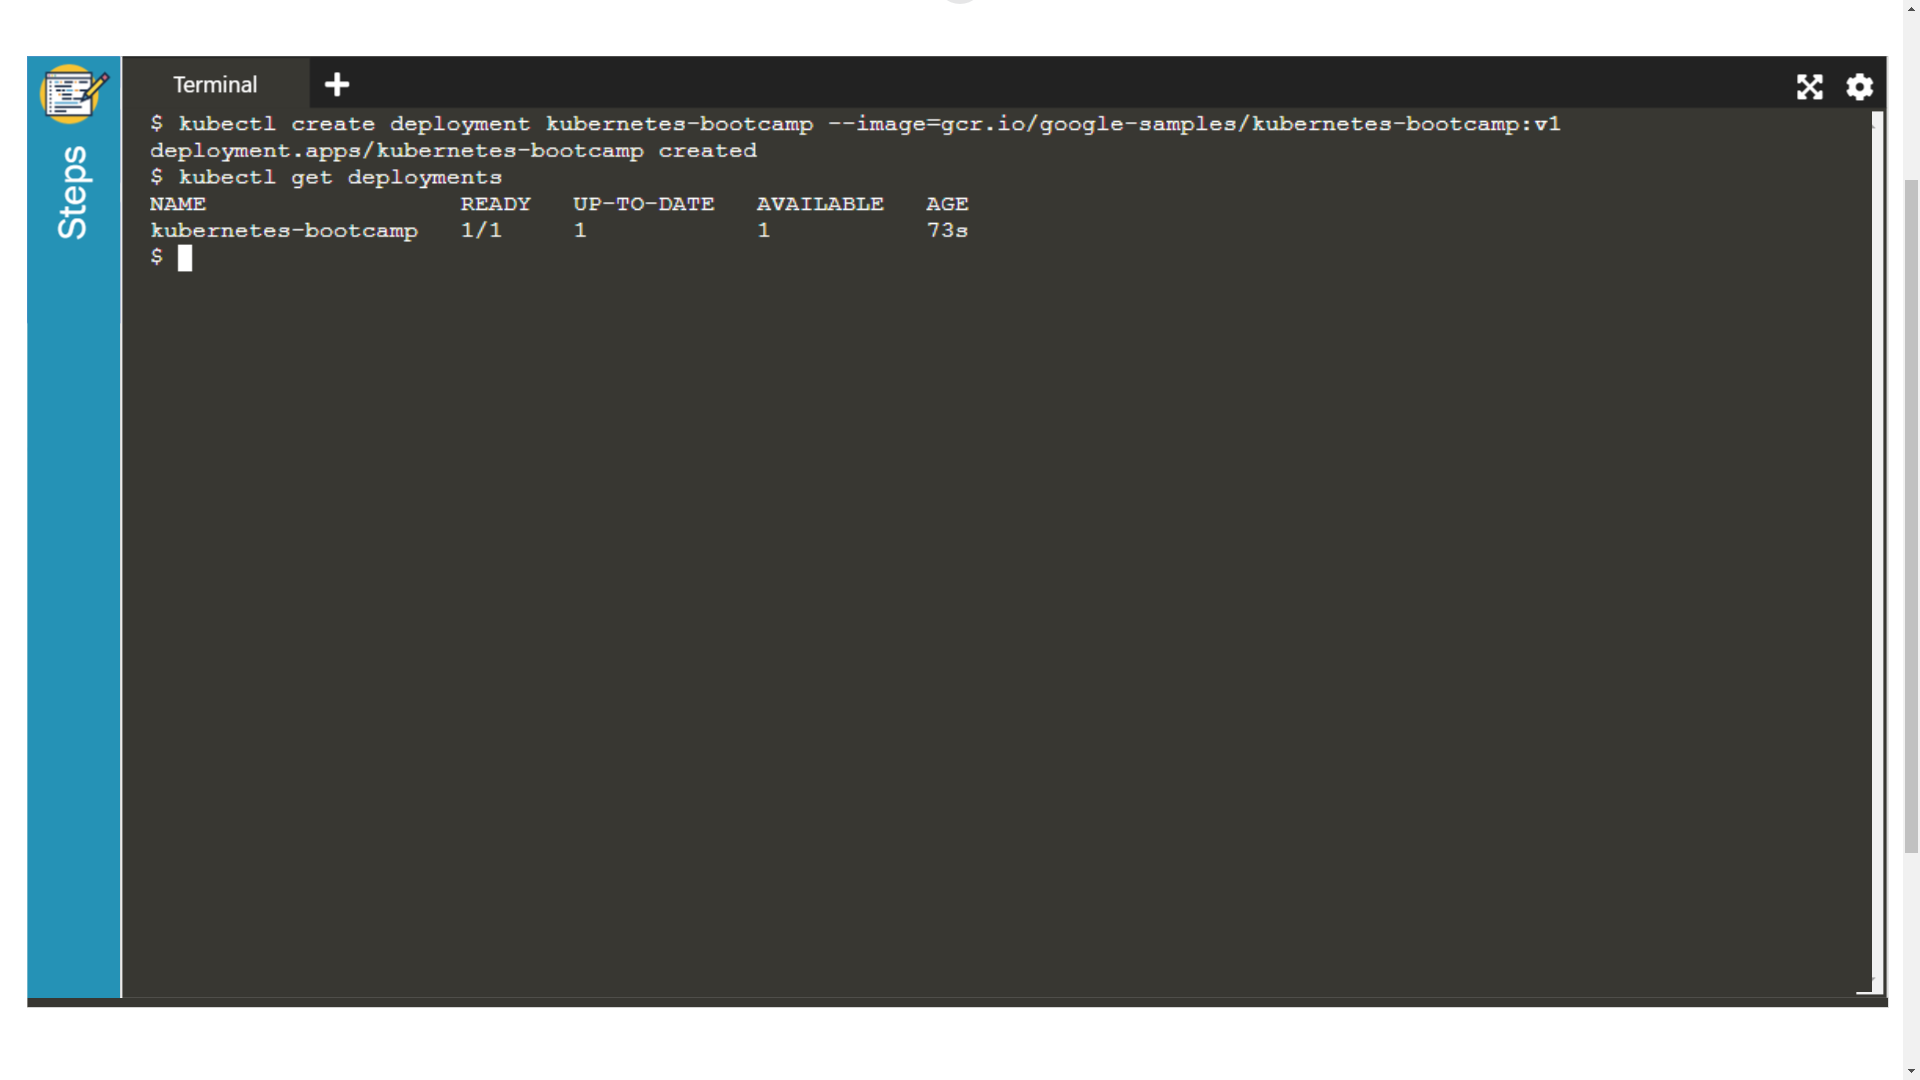 Terminal
Steps
$ kubectl create deployment kubernetes-bootcamp --image=gcr.io/google-samples/kubernetes-bootcamp:v1
deployment.apps/kubernetes-bootcamp created
$ kubectl get deployments
NAME                  READY   UP-TO-DATE   AVAILABLE   AGE
kubernetes-bootcamp   1/1     1            1           73s
$